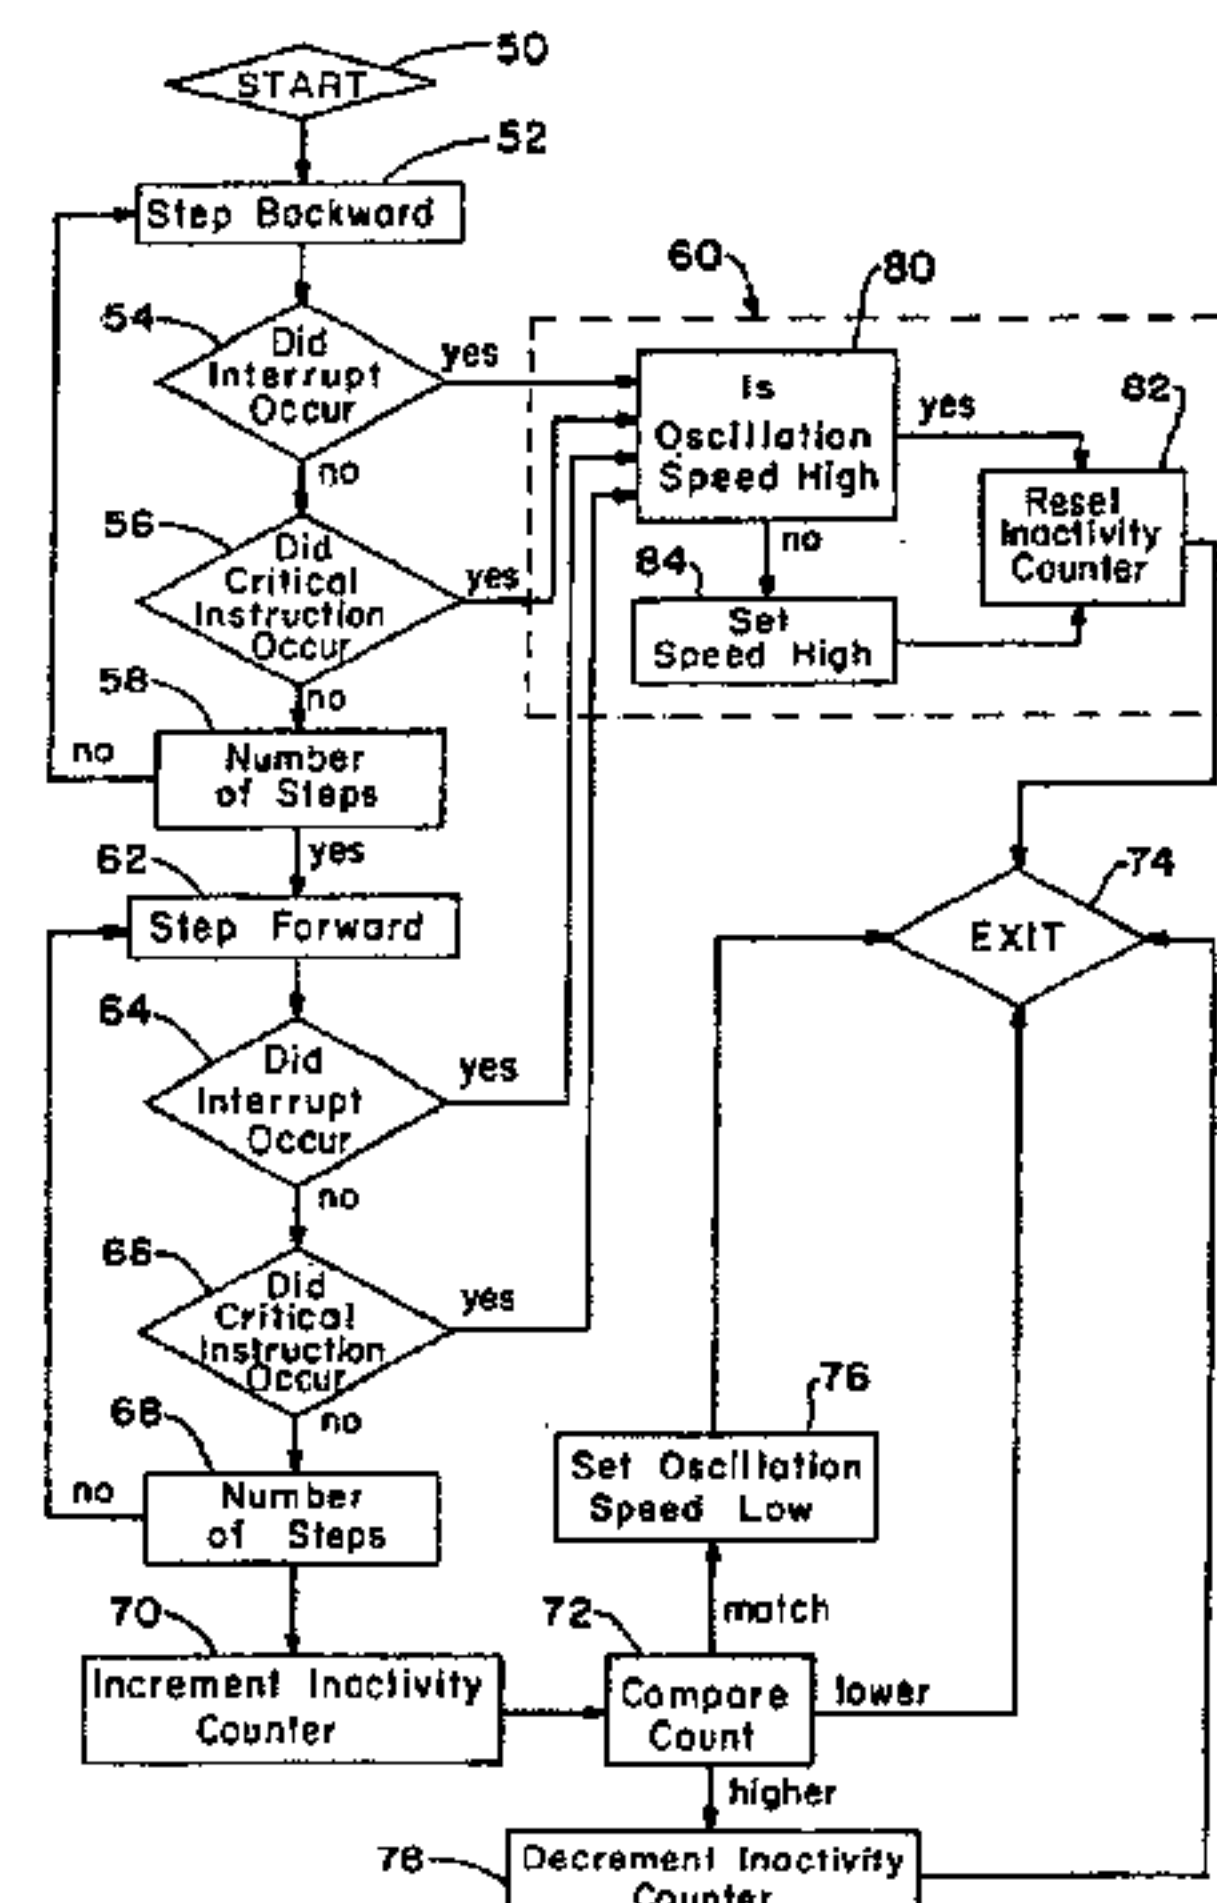 50
START
52
Step Backward
60
80
54
Did
Interrupt
Occur
yes
Is
Oscillation
Speed High
yes
82
no
56
Did
Critical
Instruction
Occur
yes
no
84
Set
Speed High
Reset
Inactivity
Counter
58
no
Number
of Steps
no
yes
62
Step Forward
74
EXIT
64
Did
Interrupt
Occur
yes
no
66
Did
Critical
Instruction
Occur
yes
no
76
Set Oscillation
Speed Low
68
Number
of Steps
no
70
Increment Inactivity
Counter
72
match
Compare
Count
lower
higher
78
Decrement Inactivity
Counter